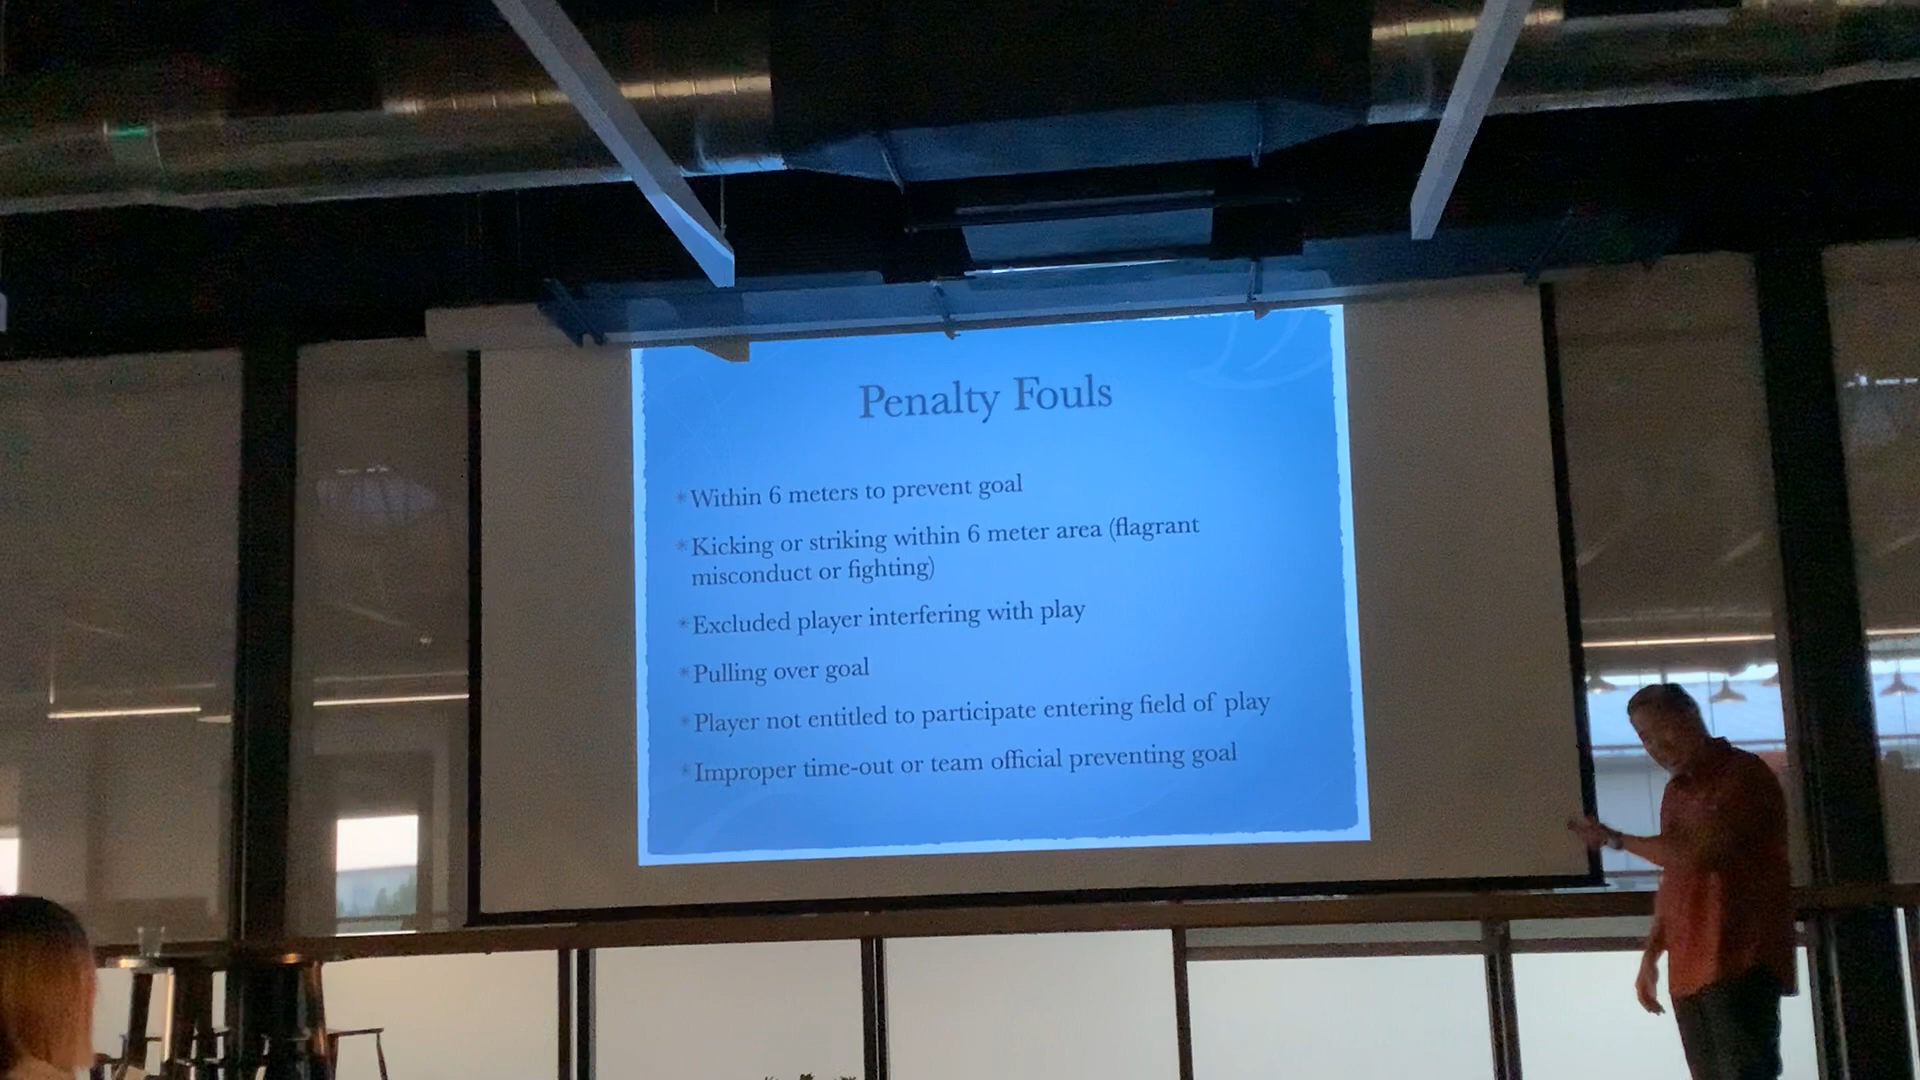 Penalty Fouls
*Within 6 meters to prevent goal
*Kicking or striking within 6 meter area (flagrant
misconduct or fighting)
*Excluded player interfering with play
*Pulling over goal
*Player not entitled to participate entering field of play
*Improper time-out or team official preventing goal